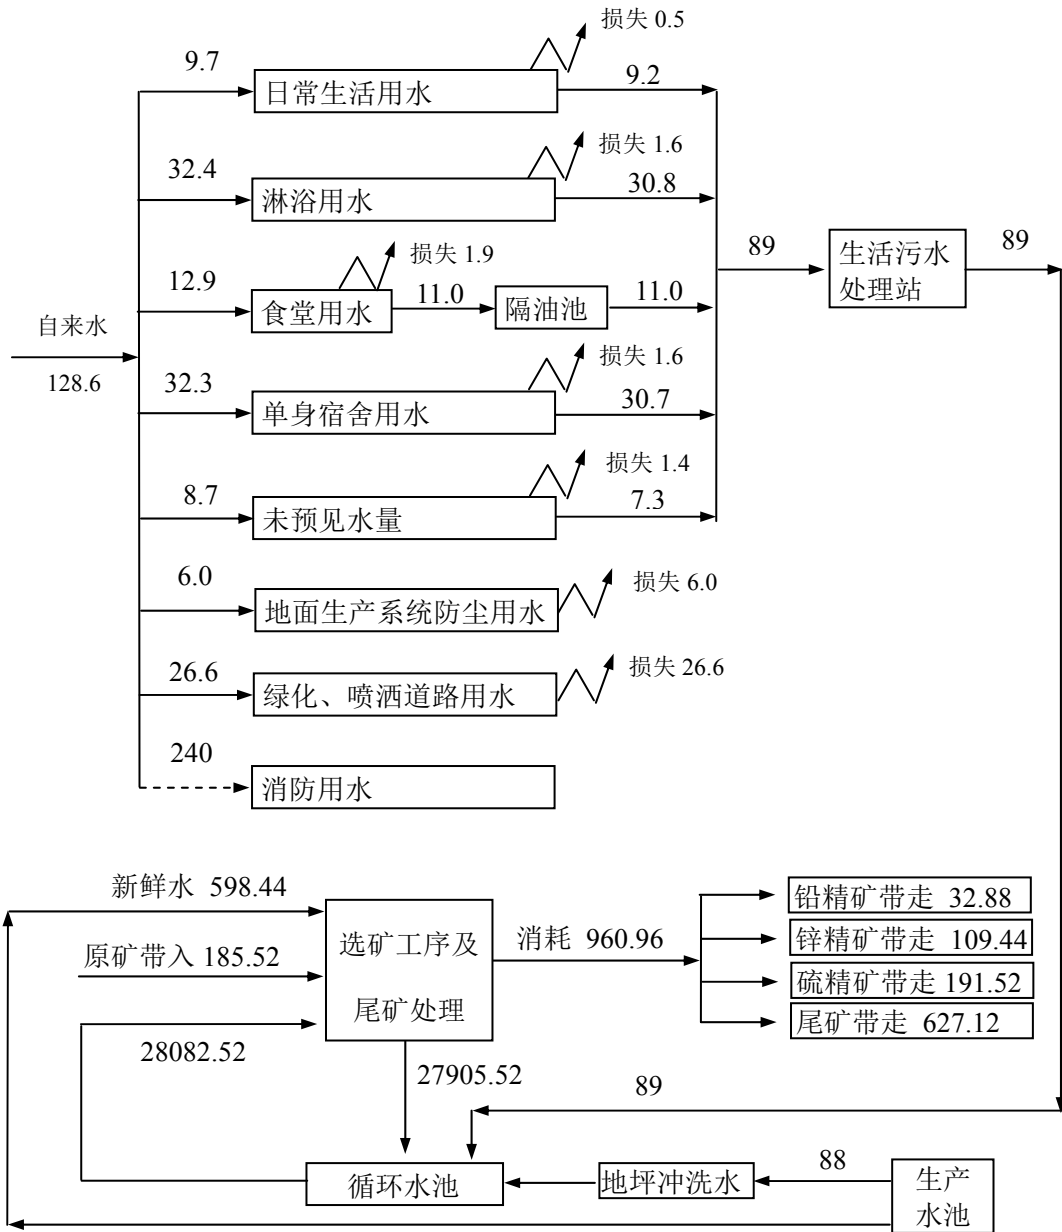 损失 0.5
9.7
日常生活用水
9.2
损失 1.6
32.4
淋浴用水
30.8
损失 1.9
12.9
食堂用水
11.0
隔油池
11.0
89
生活污水
处理站
89
自来水
128.6
损失 1.6
32.3
单身宿舍用水
30.7
损失 1.4
8.7
未预见水量
7.3
6.0
地面生产系统防尘用水
损失 6.0
26.6
绿化、喷洒道路用水
损失 26.6
240
消防用水
新鲜水 598.44
原矿带入 185.52
28082.52
选矿工序及
尾矿处理
消耗 960.96
铅精矿带走 32.88
锌精矿带走 109.44
硫精矿带走 191.52
尾矿带走 627.12
27905.52
89
循环水池
地坪冲洗水
88
生产
水池